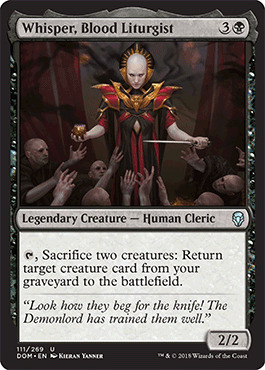 Whisper, Blood Liturgist 3
Legendary Creature — Human Cleric
, Sacrifice two creatures: Return
target creature card from your
graveyard to the battlefield.
“Look how they beg for the knife! The
Demonlord has trained them well.”
2/2
111/269 U
DOM • EN KIERAN YANNER
™ & © 2018 Wizards of the Coast